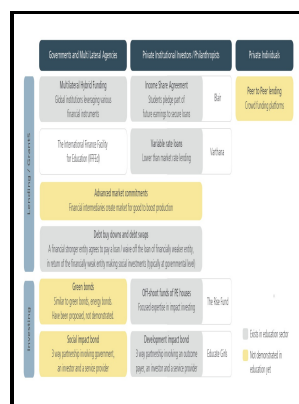 Governments and Multi Lateral Agencies
Private Institutional Investors / Philanthropists
Private Individuals
Lending / Grants
Multilateral Hybrid Funding
Global institutions leveraging various
financial instruments
Income Share Agreement
Students pledge part of
future earnings to secure loans
Blair
Peer to Peer lending
Crowd funding platforms
The International Finance Facility
for Education (IFFEd)
Variable rate loans
Lower than market rate lending
Varthana
Advanced market commitments
Financial intermediaries create market for good to boost production
Debt buy downs and debt swaps
A financial stronger entity agrees to pay a loan / waive off the loan of financially weaker entity,
in return of the financially weak entity making social investments (typically at governmental level)
Investing
Green bonds
Similar to green bonds, energy bonds.
Have been proposed, not demonstrated.
Off-shoot funds of PE houses
Focused expertise in impact investing
The Rise Fund
Social impact bond
3 way partnership involving government,
an investor and a service provider
Development impact bond
3 way partnership involving an outcome
payer, an investor and a service provider
Educate Girls
Exists in education sector
Not demonstrated in
education yet